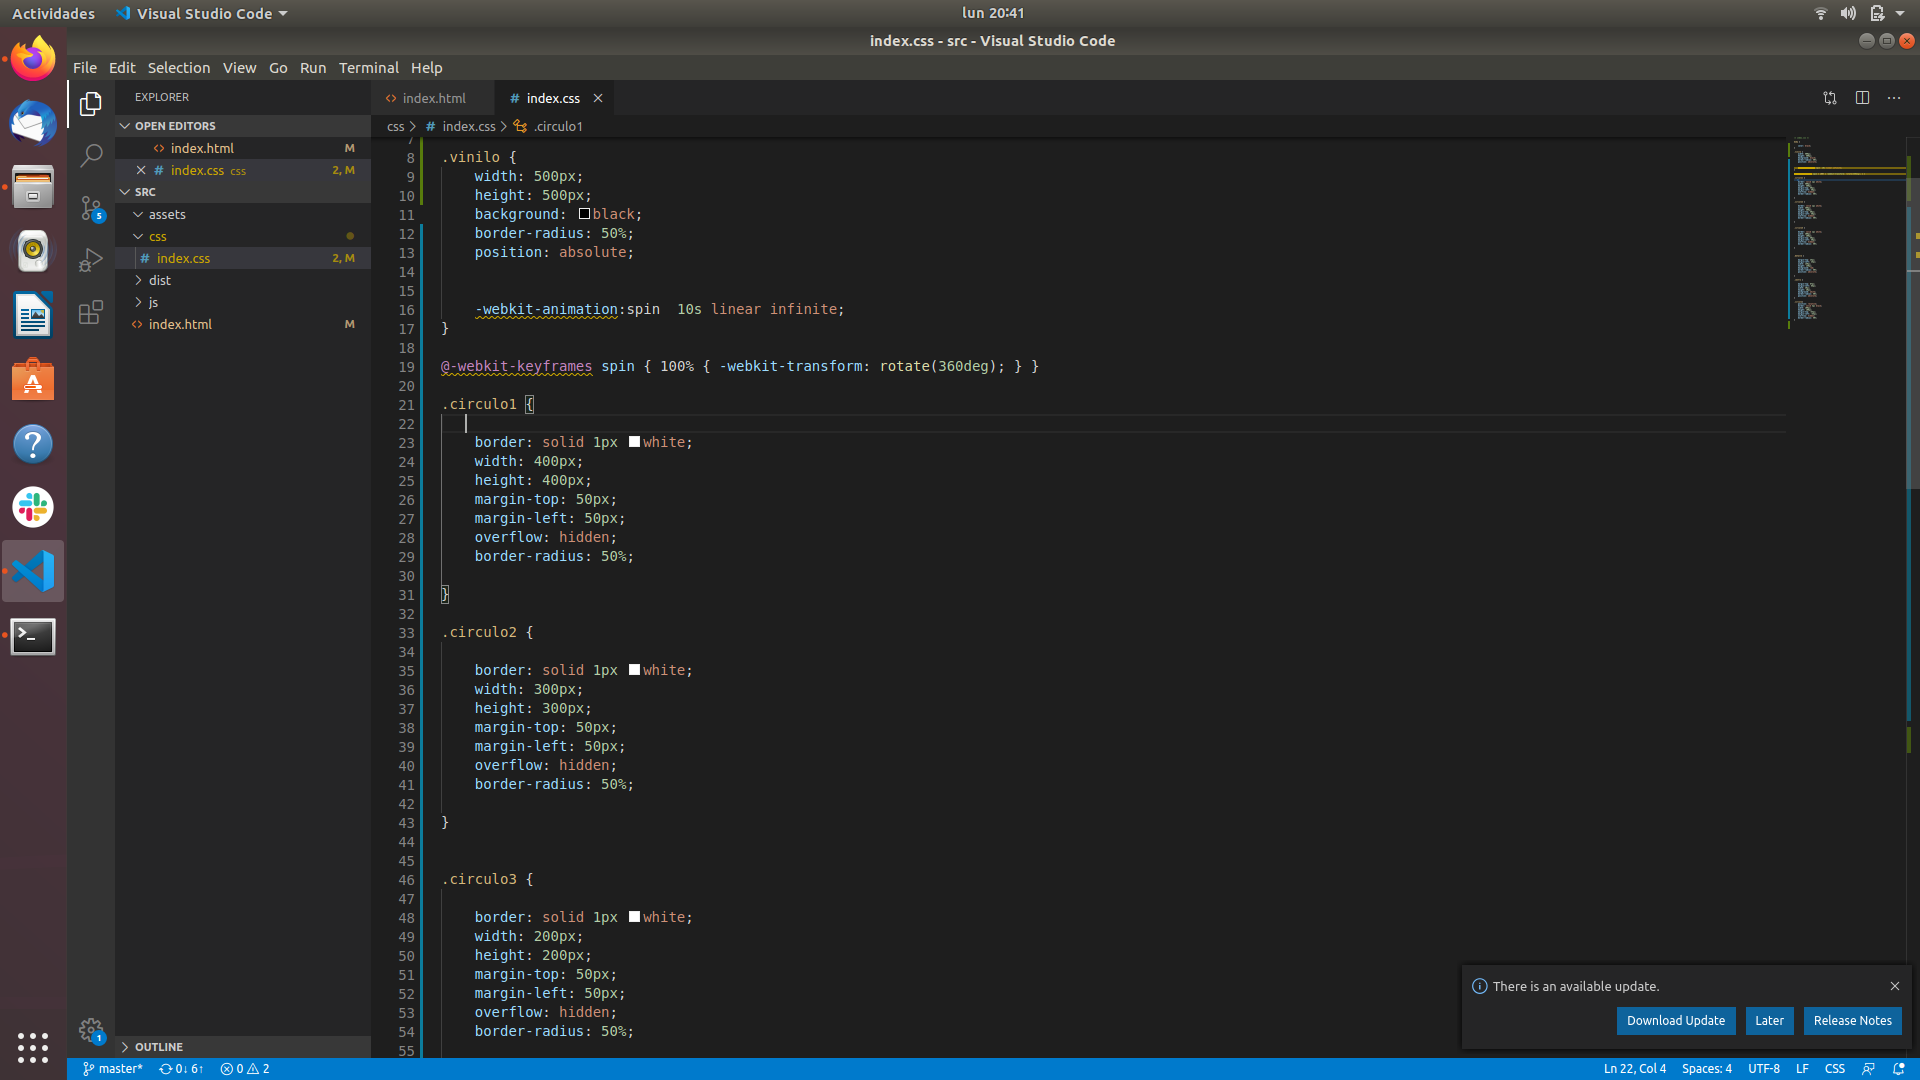 Actividades Visual Studio Code lun 20:41
index.css - src - Visual Studio Code
File Edit Selection View Go Run Terminal Help
EXPLORER
OPEN EDITORS
index.html M
index.css css 2, M
SRC
assets
css
index.css 2, M
dist
js
index.html M
OUTLINE
index.html index.css
css > # index.css > .circulo1
7
8 .vinilo {
9 width: 500px;
10 height: 500px;
11 background: black;
12 border-radius: 50%;
13 position: absolute;
14
15
16 -webkit-animation:spin  10s linear infinite;
17 }
18
19 @-webkit-keyframes spin { 100% { -webkit-transform: rotate(360deg); } }
20
21 .circulo1 {
22
23 border: solid 1px white;
24 width: 400px;
25 height: 400px;
26 margin-top: 50px;
27 margin-left: 50px;
28 overflow: hidden;
29 border-radius: 50%;
30
31 }
32
33 .circulo2 {
34
35 border: solid 1px white;
36 width: 300px;
37 height: 300px;
38 margin-top: 50px;
39 margin-left: 50px;
40 overflow: hidden;
41 border-radius: 50%;
42
43 }
44
45
46 .circulo3 {
47
48 border: solid 1px white;
49 width: 200px;
50 height: 200px;
51 margin-top: 50px;
52 margin-left: 50px;
53 overflow: hidden;
54 border-radius: 50%;
55
There is an available update.
Download Update Later Release Notes
5
1
master* 0↓ 6↑ 0 2 Ln 22, Col 4 Spaces: 4 UTF-8 LF CSS